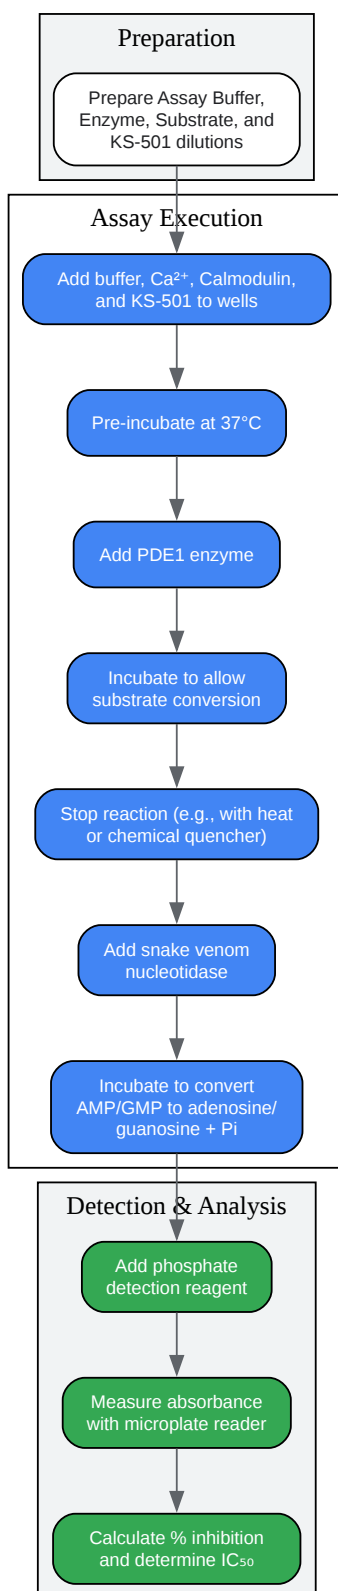 Preparation
Prepare Assay Buffer,
Enzyme, Substrate, and
KS-501 dilutions
Assay Execution
Add buffer, Ca²⁺, Calmodulin,
and KS-501 to wells
Pre-incubate at 37°C
Add PDE1 enzyme
Incubate to allow
substrate conversion
Stop reaction (e.g., with heat
or chemical quencher)
Add snake venom
nucleotidase
Incubate to convert
AMP/GMP to adenosine/
guanosine + Pi
Detection & Analysis
Add phosphate
detection reagent
Measure absorbance
with microplate reader
Calculate % inhibition
and determine IC₅₀